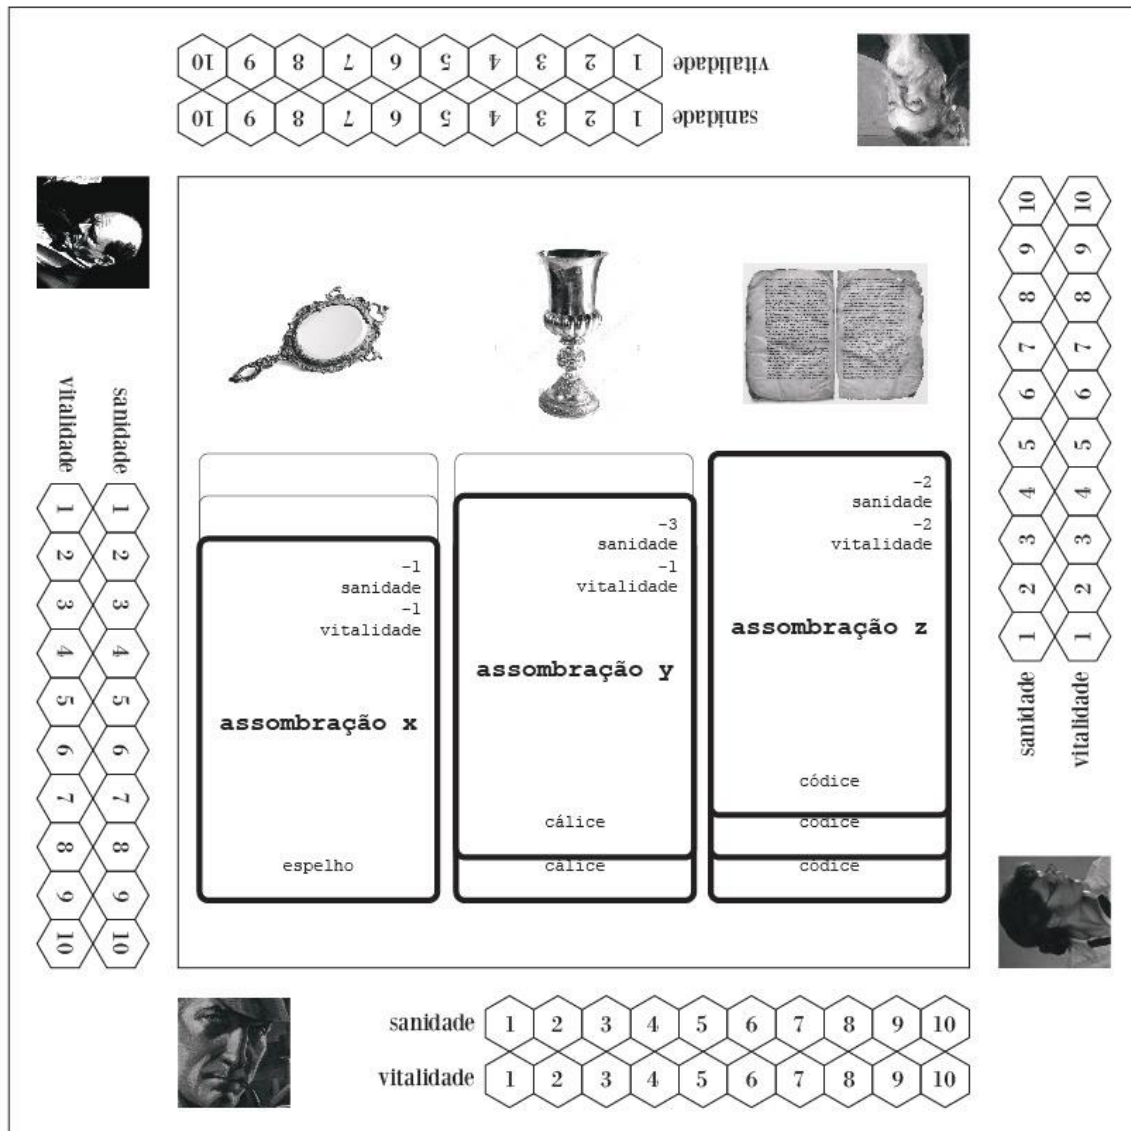 10 9 8 7 6 5 4 3 2 1 vitalidade
10 9 8 7 6 5 4 3 2 1 sanidade
vitalidade 1 2 3 4 5 6 7 8 9 10
sanidade 1 2 3 4 5 6 7 8 9 10
-1
sanidade
-1
vitalidade
assombração x
espelho
-3
sanidade
-1
vitalidade
assombração y
cálice
cálice
-2
sanidade
-2
vitalidade
assombração z
códice
códice
códice
sanidade 1 2 3 4 5 6 7 8 9 10
vitalidade 1 2 3 4 5 6 7 8 9 10
sanidade 1 2 3 4 5 6 7 8 9 10
vitalidade 1 2 3 4 5 6 7 8 9 10